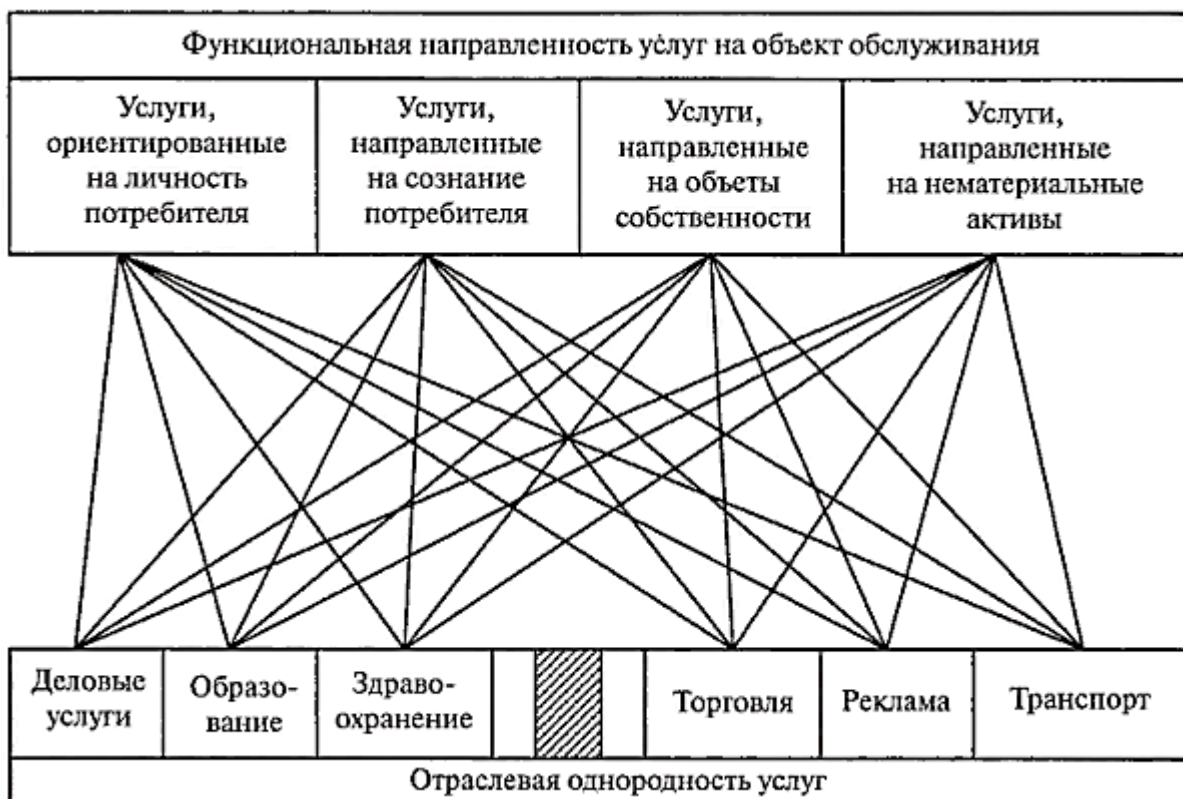 Функциональная направленность услуг на объект обслуживания
Услуги,
ориентированные
на личность
потребителя
Услуги,
направленные
на сознание
потребителя
Услуги,
направленные
на объеты
собственности
Услуги,
направленные
на нематериальные
активы
Деловые
услуги
Образо-
вание
Здраво-
охранение
Торговля
Реклама
Транспорт
Отраслевая однородность услуг